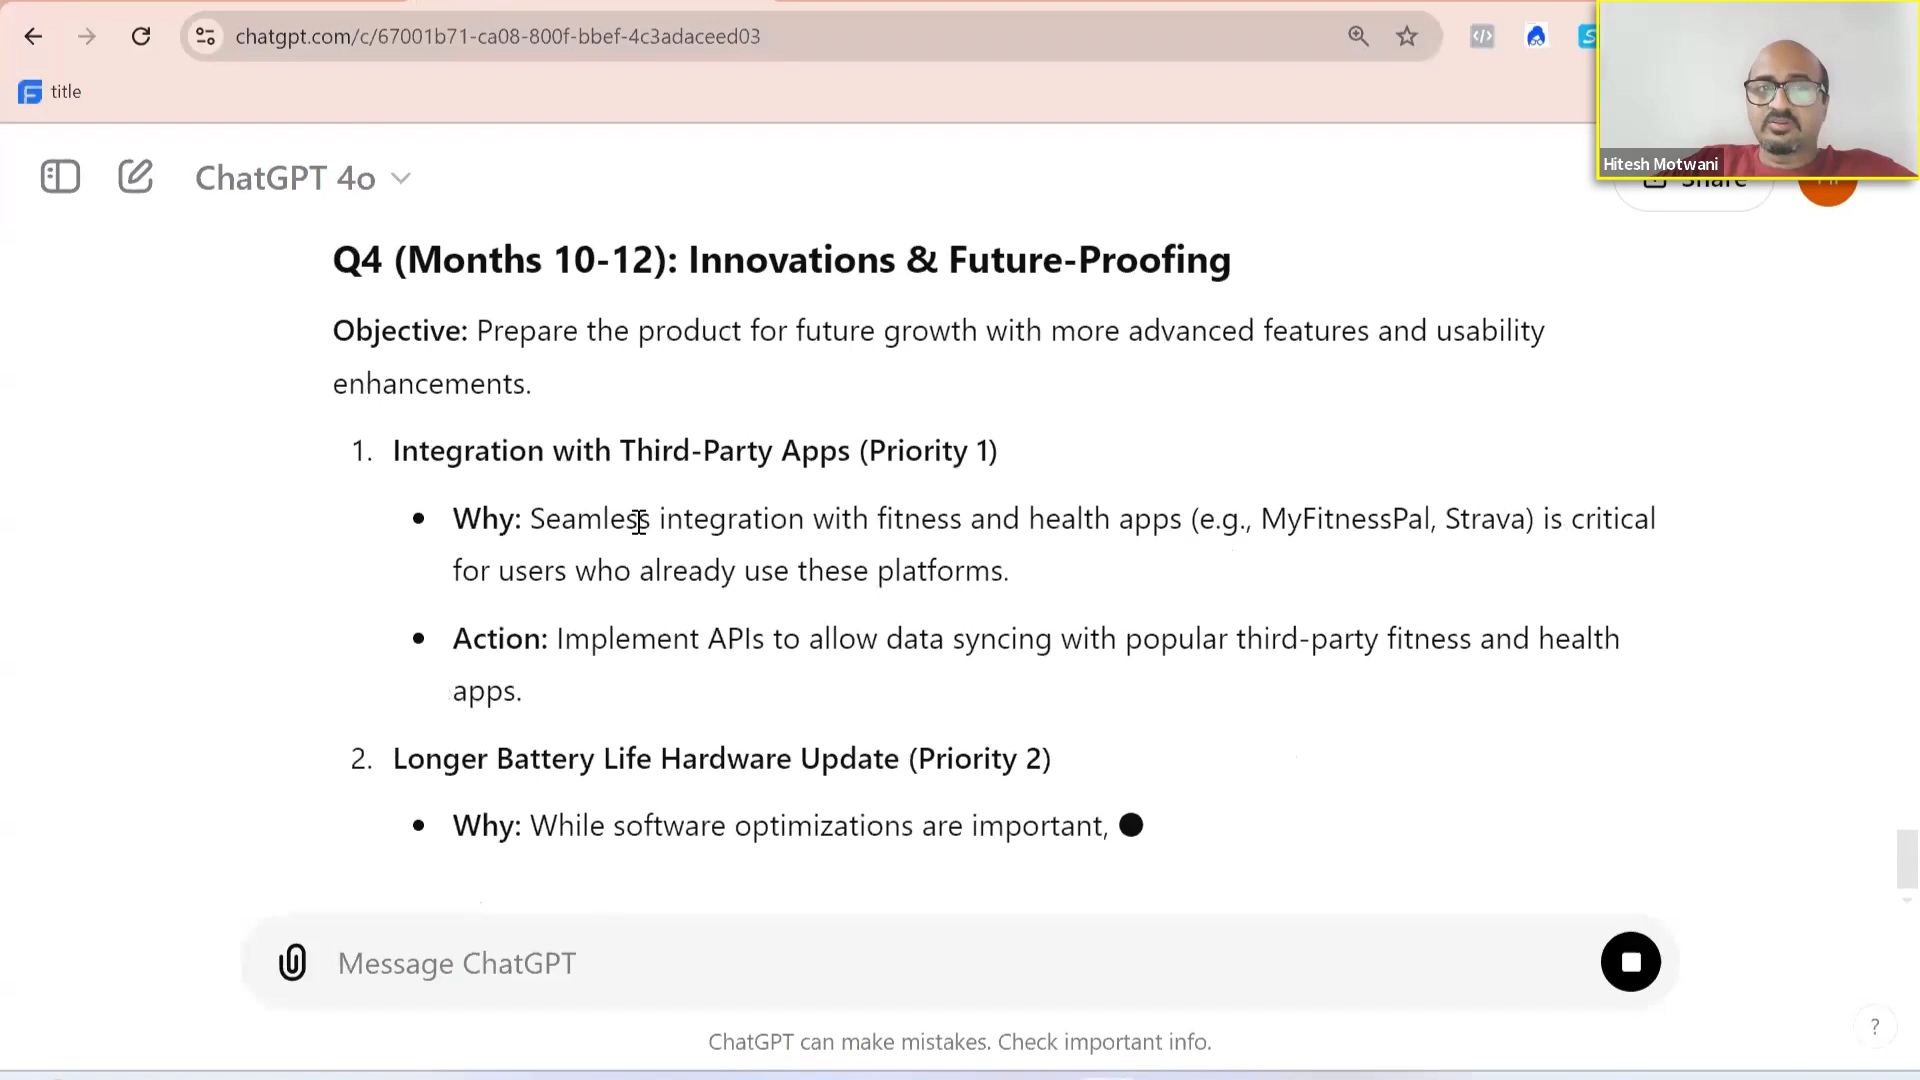 chatgpt.com/c/67001b71-ca08-800f-bbef-4c3adaceed03
title
Hitesh Motwani
ChatGPT 4o
Share
Q4 (Months 10-12): Innovations & Future-Proofing
Objective: Prepare the product for future growth with more advanced features and usability
enhancements.
1. Integration with Third-Party Apps (Priority 1)
• Why: Seamless integration with fitness and health apps (e.g., MyFitnessPal, Strava) is critical
for users who already use these platforms.
• Action: Implement APIs to allow data syncing with popular third-party fitness and health
apps.
2. Longer Battery Life Hardware Update (Priority 2)
• Why: While software optimizations are important,
Message ChatGPT
ChatGPT can make mistakes. Check important info.
?